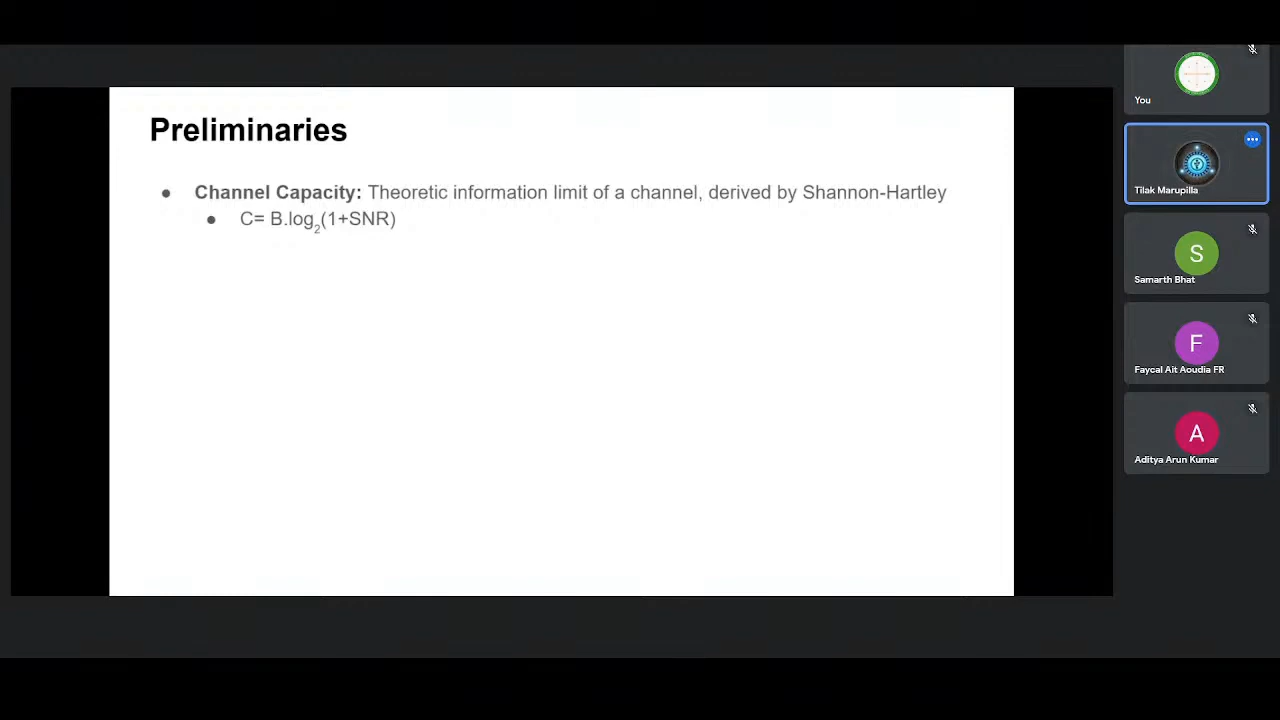 Preliminaries
● Channel Capacity: Theoretic information limit of a channel, derived by Shannon-Hartley
● C= B.log2(1+SNR)
You
Tilak Marupilla
S
Samarth Bhat
F
Faycal Ait Aoudia FR
A
Aditya Arun Kumar